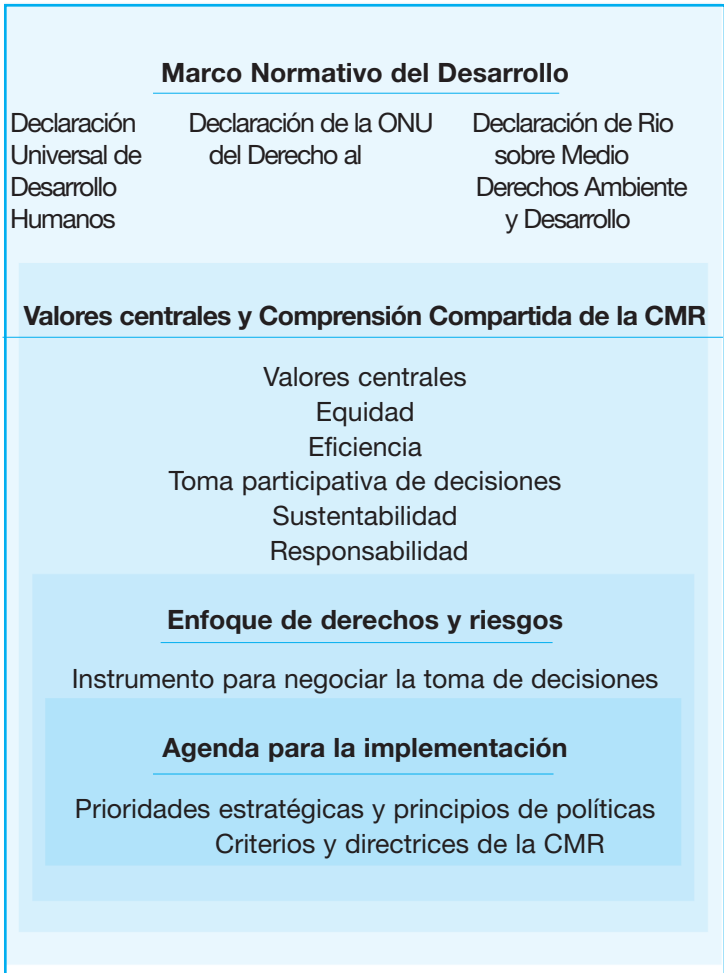 Marco Normativo del Desarrollo
Declaración Declaración de la ONU Declaración de Rio
Universal de del Derecho al sobre Medio
Desarrollo Derechos Ambiente
Humanos y Desarrollo
Valores centrales y Comprensión Compartida de la CMR
Valores centrales
Equidad
Eficiencia
Toma participativa de decisiones
Sustentabilidad
Responsabilidad
Enfoque de derechos y riesgos
Instrumento para negociar la toma de decisiones
Agenda para la implementación
Prioridades estratégicas y principios de políticas
Criterios y directrices de la CMR